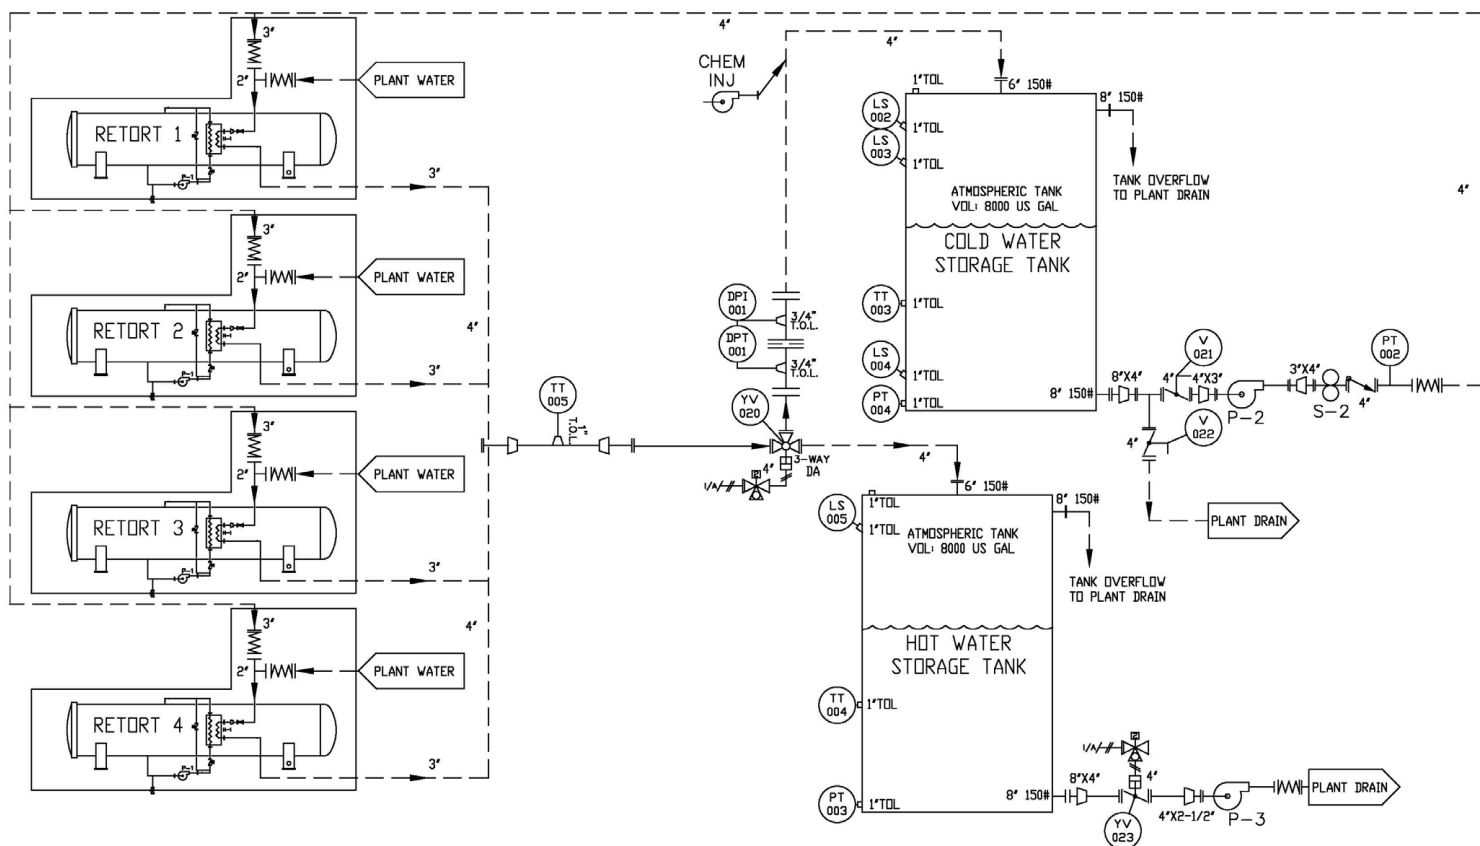 4"
3"
2"
PLANT WATER
RETORT 1
P-1
3"
3"
2"
PLANT WATER
RETORT 2
P-1
4"
3"
3"
2"
PLANT WATER
RETORT 3
P-1
3"
4"
3"
2"
PLANT WATER
RETORT 4
P-1
3"
TT
005
1"
T.O.L.
CHEM
INJ
4"
DPI
001
3/4"
T.O.L.
DPT
001
3/4"
T.O.L.
YV
020
3-WAY
DA
4"
I/A
4"
1"TOL
6" 150#
8" 150#
LS
002
1"TOL
LS
003
1"TOL
TANK OVERFLOW
TO PLANT DRAIN
ATMOSPHERIC TANK
VOL: 8000 US GAL
COLD WATER
STORAGE TANK
TT
003
1"TOL
LS
004
1"TOL
PT
004
1"TOL
8" 150#
8"X4"
4"
V
021
4"X3"
P-2
3"X4"
S-2
4"
PT
002
4"
4"
V
022
PLANT DRAIN
6" 150#
8" 150#
1"TOL
LS
005
1"TOL
ATMOSPHERIC TANK
VOL: 8000 US GAL
TANK OVERFLOW
TO PLANT DRAIN
HOT WATER
STORAGE TANK
TT
004
1"TOL
PT
003
1"TOL
8" 150#
8"X4"
I/A
4"
YV
023
4"X2-1/2"
P-3
PLANT DRAIN